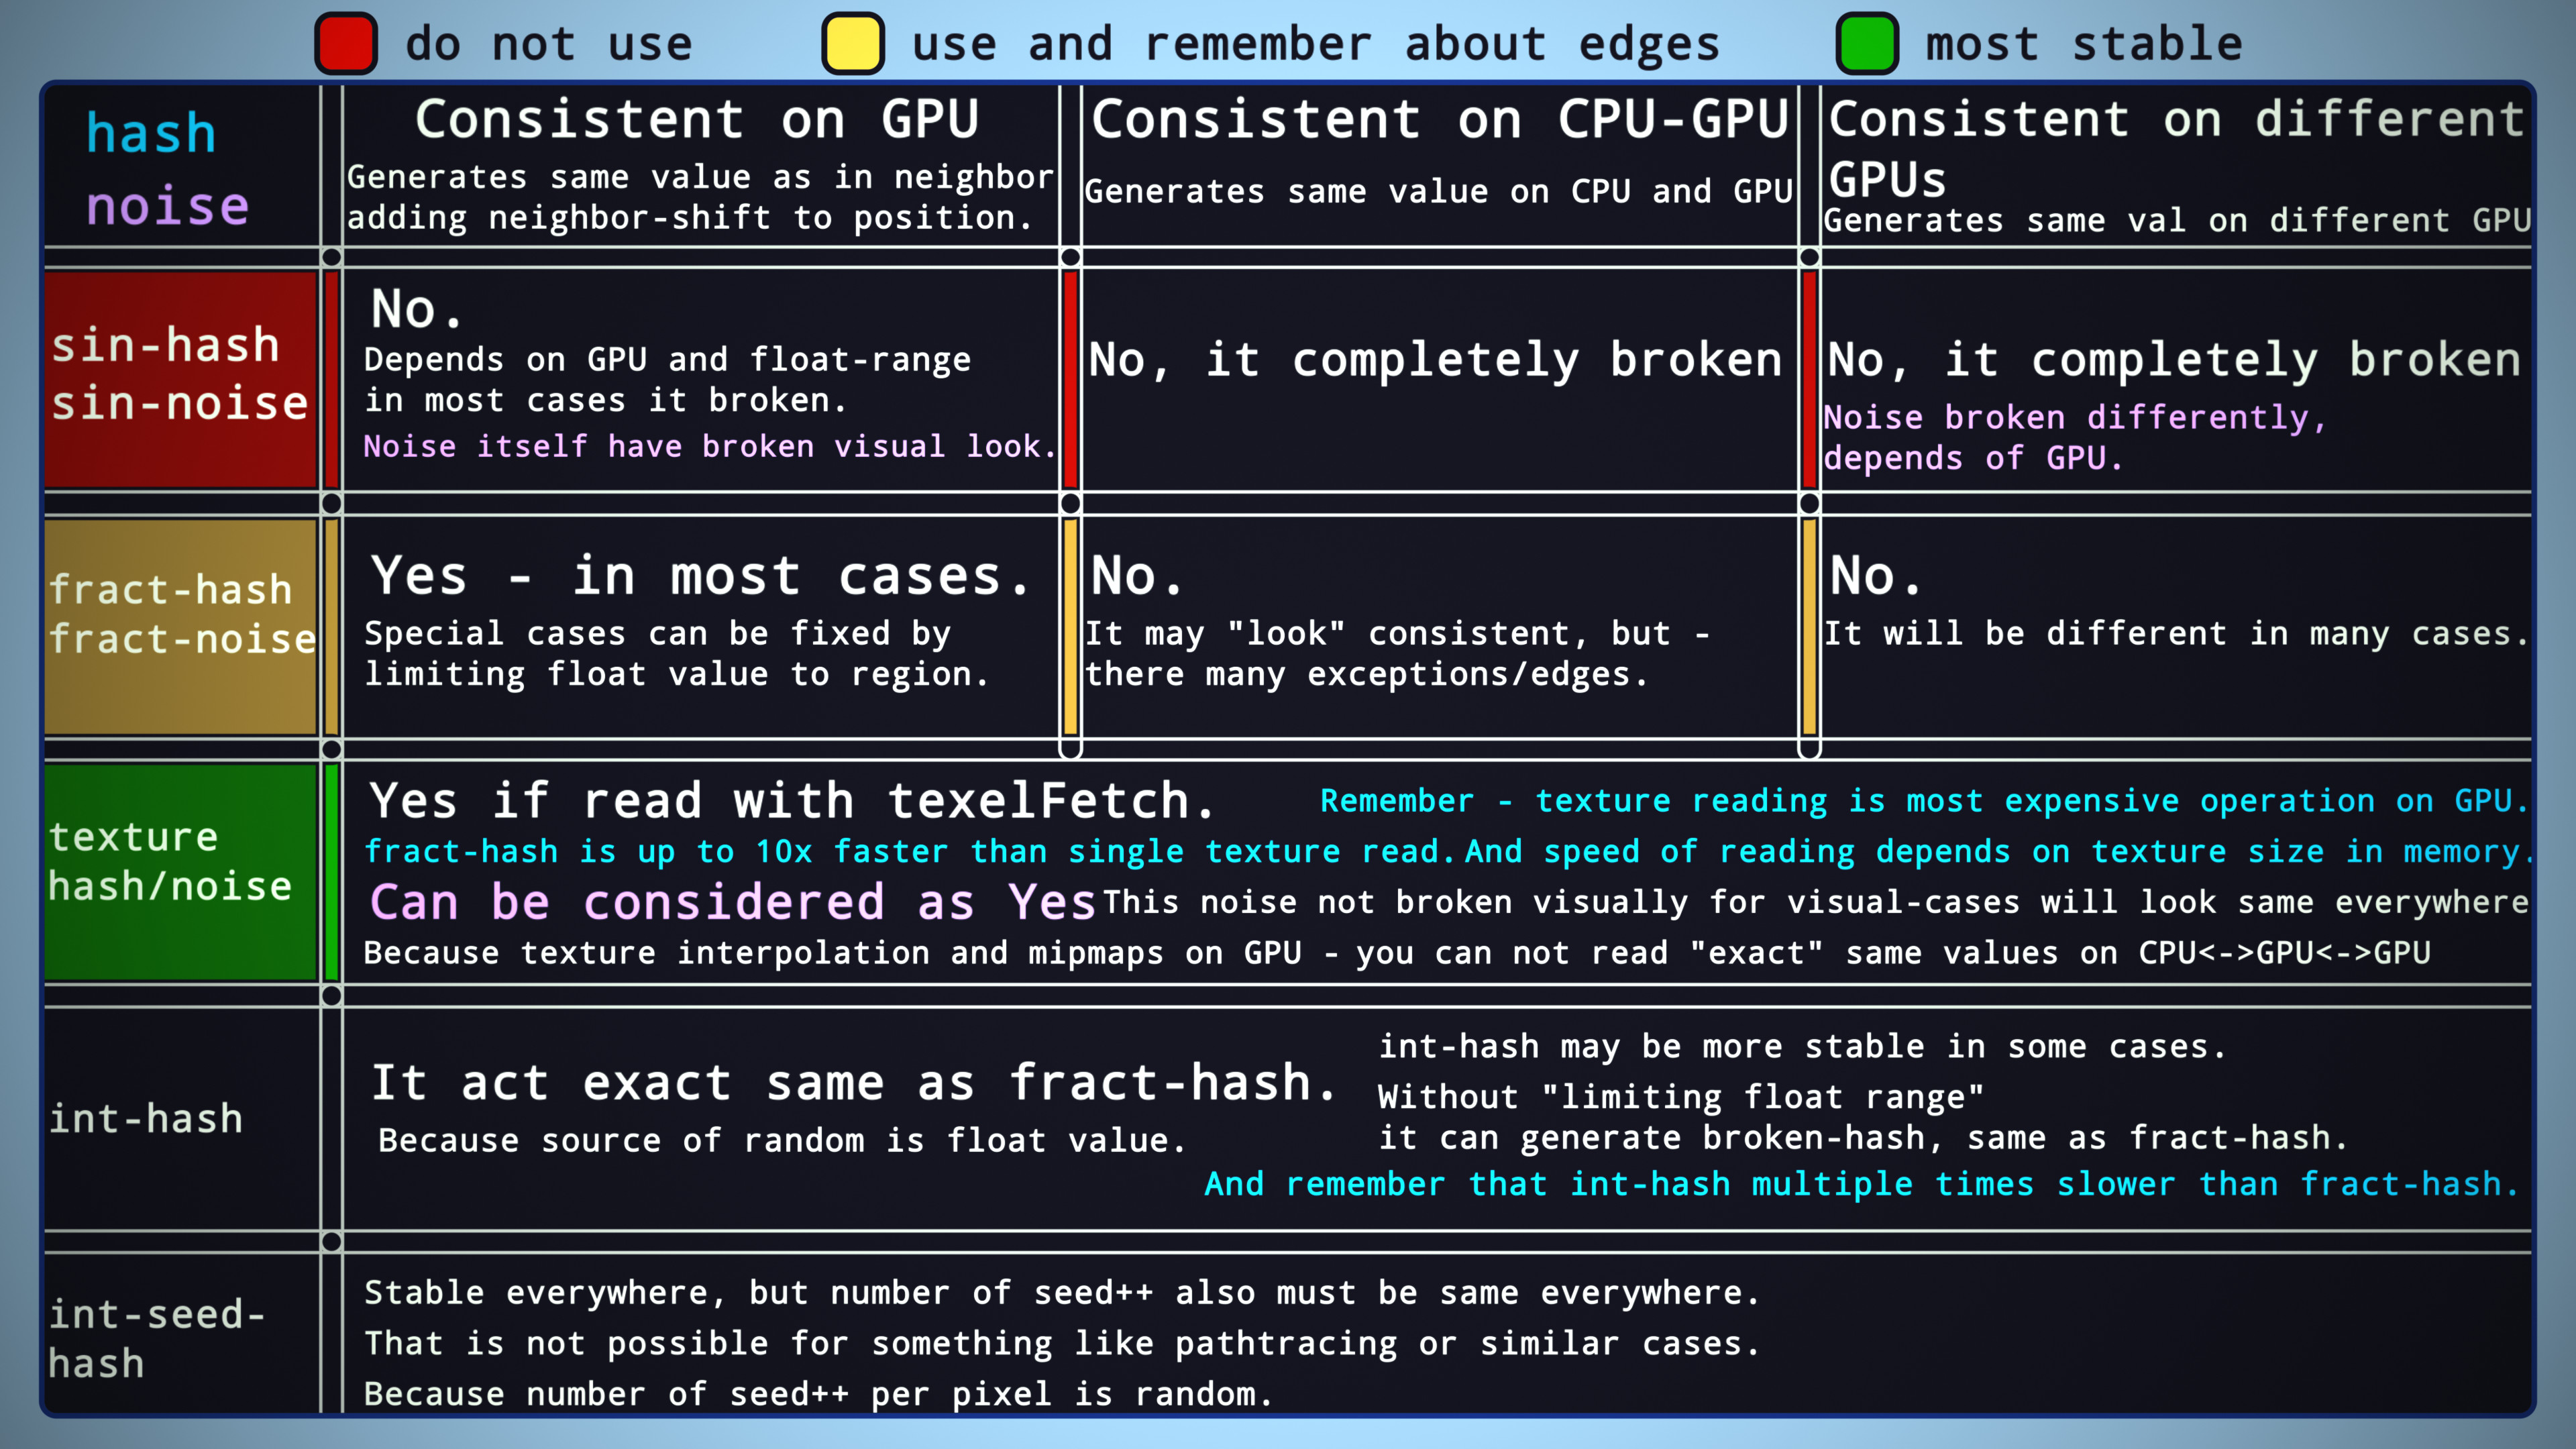 do not use
use and remember about edges
most stable
hash
noise
Consistent on GPU
Generates same value as in neighbor
adding neighbor-shift to position.
Consistent on CPU-GPU
Generates same value on CPU and GPU
Consistent on different
GPUs
Generates same val on different GPU
sin-hash
sin-noise
No.
Depends on GPU and float-range
in most cases it broken.
Noise itself have broken visual look.
No, it completely broken
No, it completely broken
Noise broken differently,
depends of GPU.
fract-hash
fract-noise
Yes - in most cases.
Special cases can be fixed by
limiting float value to region.
No.
It may "look" consistent, but -
there many exceptions/edges.
No.
It will be different in many cases.
texture
hash/noise
Yes if read with texelFetch.
Remember - texture reading is most expensive operation on GPU.
fract-hash is up to 10x faster than single texture read. And speed of reading depends on texture size in memory.
Can be considered as Yes This noise not broken visually for visual-cases will look same everywhere
Because texture interpolation and mipmaps on GPU - you can not read "exact" same values on CPU<->GPU<->GPU
int-hash
It act exact same as fract-hash.
Because source of random is float value.
int-hash may be more stable in some cases.
Without "limiting float range"
it can generate broken-hash, same as fract-hash.
And remember that int-hash multiple times slower than fract-hash.
int-seed-
hash
Stable everywhere, but number of seed++ also must be same everywhere.
That is not possible for something like pathtracing or similar cases.
Because number of seed++ per pixel is random.